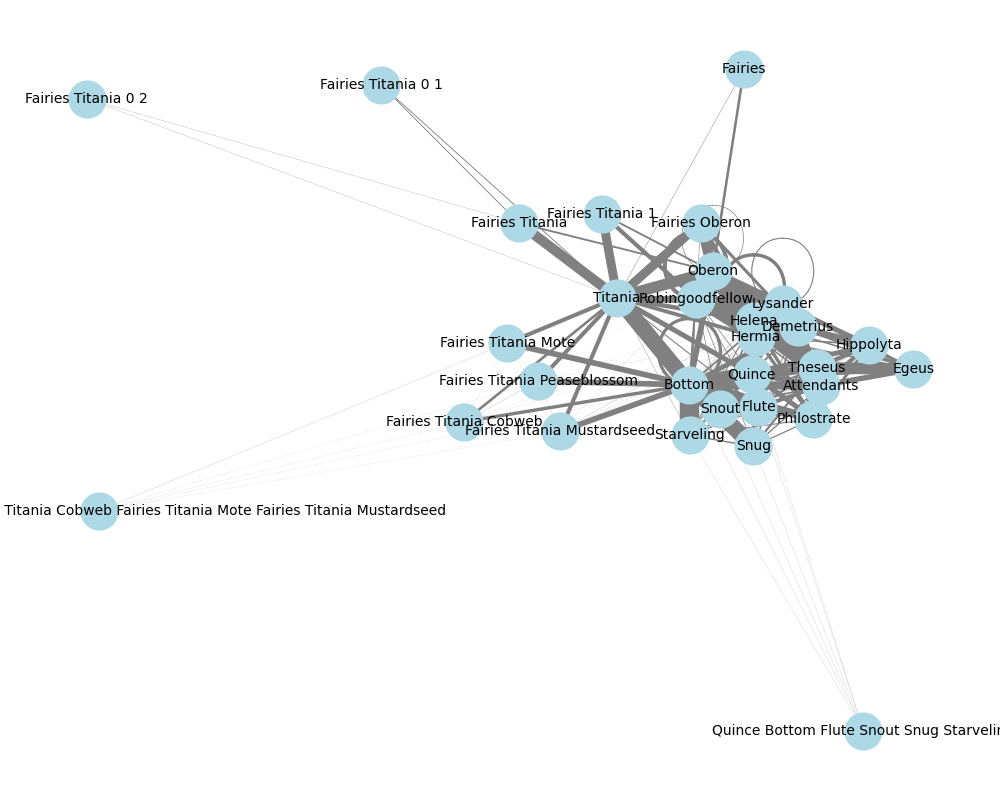 Fairies
Fairies Titania 0 1
Fairies Titania 0 2
Fairies Titania 1
Fairies Titania
Fairies Oberon
Oberon
Titania
Robingoodfellow
Lysander
Helena
Demetrius
Hermia
Fairies Titania Mote
Hippolyta
Theseus
Egeus
Quince
Fairies Titania Peaseblossom
Bottom
Attendants
Snout
Flute
Philostrate
Fairies Titania Cobweb
Fairies Titania Mustardseed
Starveling
Snug
Titania Cobweb Fairies Titania Mote Fairies Titania Mustardseed
Quince Bottom Flute Snout Snug Starvelin